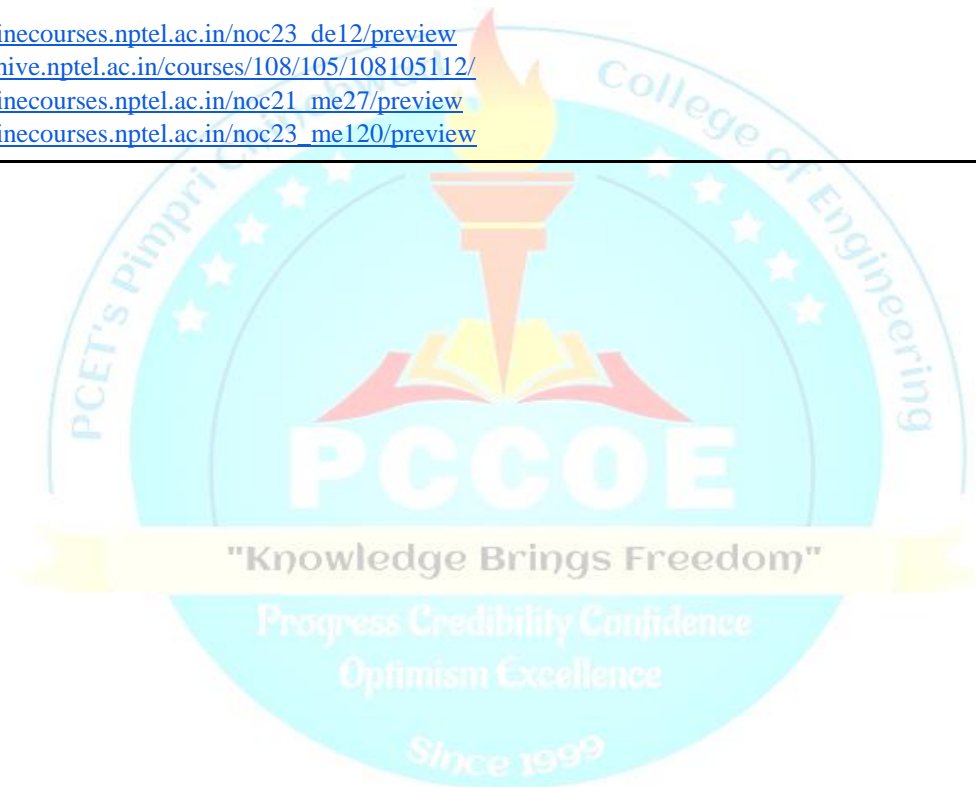 inecourses.nptel.ac.in/noc23_de12/preview
hive.nptel.ac.in/courses/108/105/108105112/
inecourses.nptel.ac.in/noc21_me27/preview
inecourses.nptel.ac.in/noc23_me120/preview
PCET's Pimpri Chinchwad College of Engineering
PCCOE
"Knowledge Brings Freedom"
Progress Credibility Confidence
Optimism Excellence
Since 1999